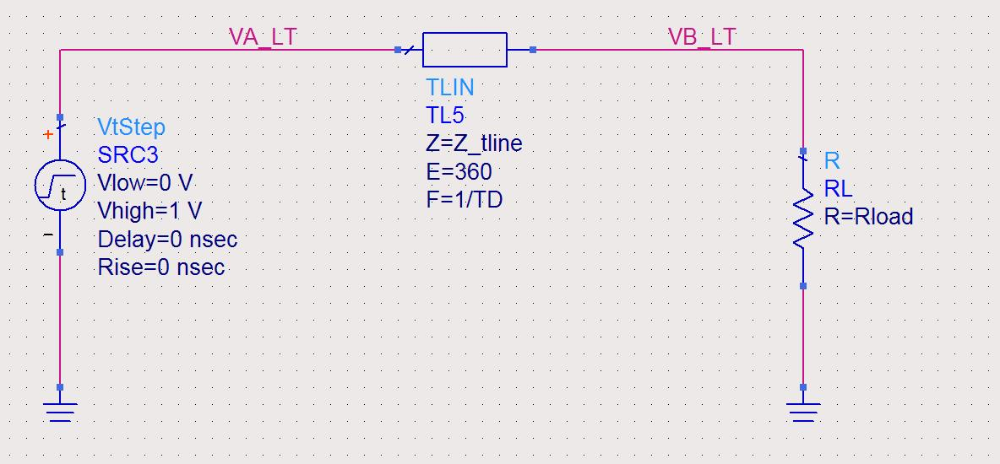 VA_LT
VB_LT
TLIN
TL5
Z=Z_tline
E=360
F=1/TD
+
VtStep
SRC3
Vlow=0 V
Vhigh=1 V
Delay=0 nsec
Rise=0 nsec
t
−
R
RL
R=Rload